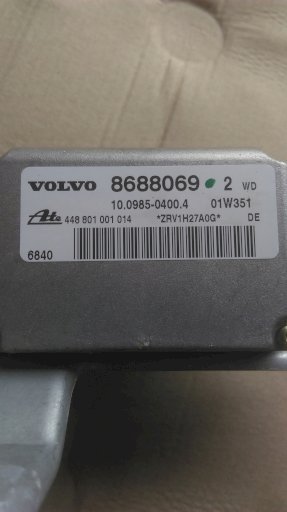 VOLVO 8688069 2 WD
10.0985-0400.4 01W351
Ate 448 801 001 014 *ZRV1H27A0G* DE
6840